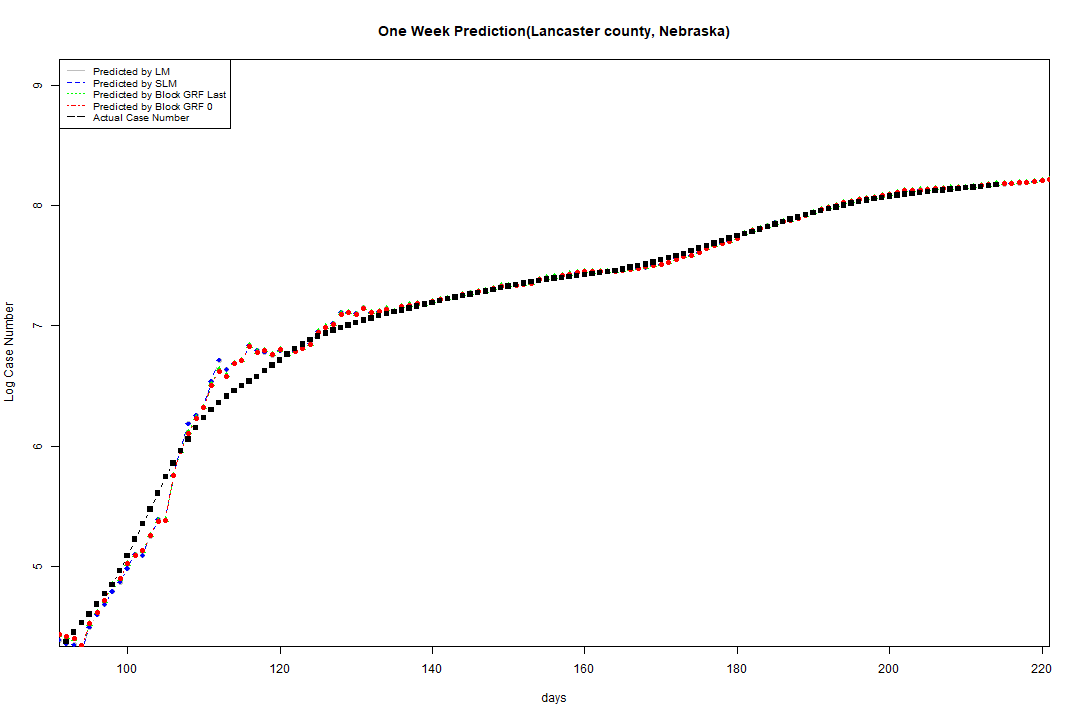 One Week Prediction(Lancaster county, Nebraska)
Predicted by LM
Predicted by SLM
Predicted by Block GRF Last
Predicted by Block GRF 0
Actual Case Number
9
8
7
6
5
Log Case Number
100 120 140 160 180 200 220
days